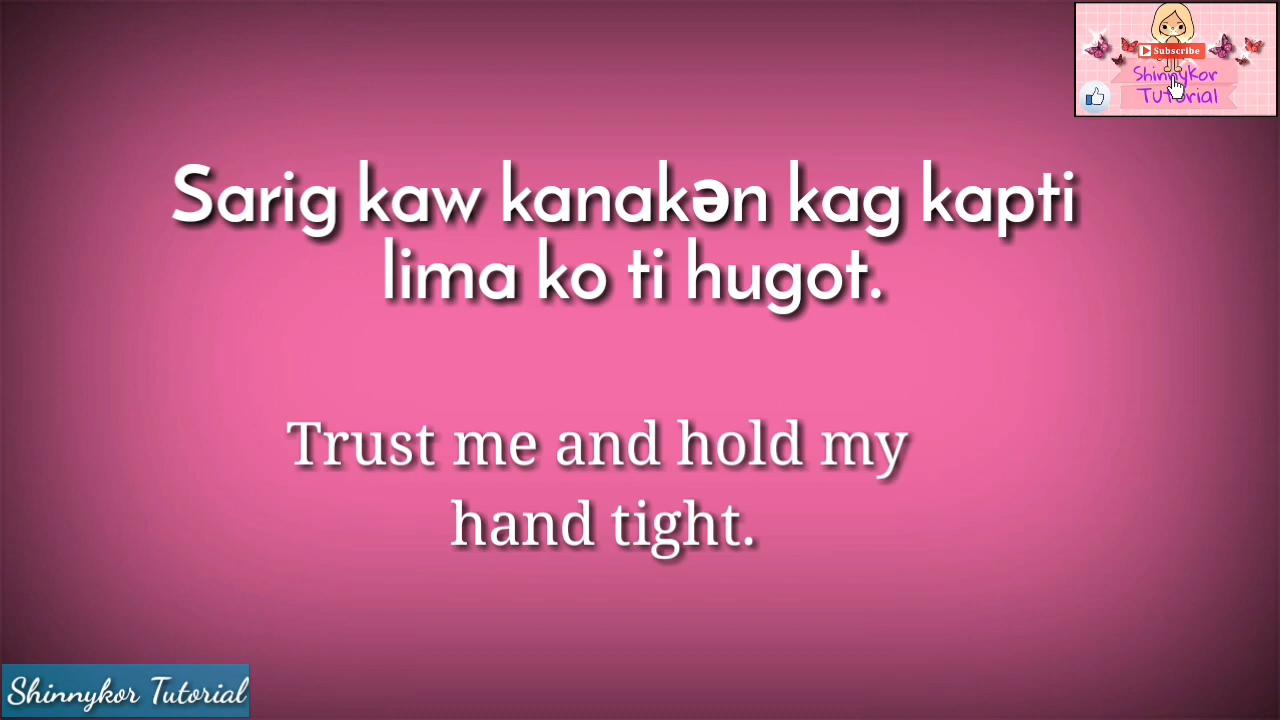 Subscribe
Shinnykor
Tutorial
Sarig kaw kanakən kag kapti
lima ko ti hugot.
Trust me and hold my
hand tight.
Shinnykor Tutorial